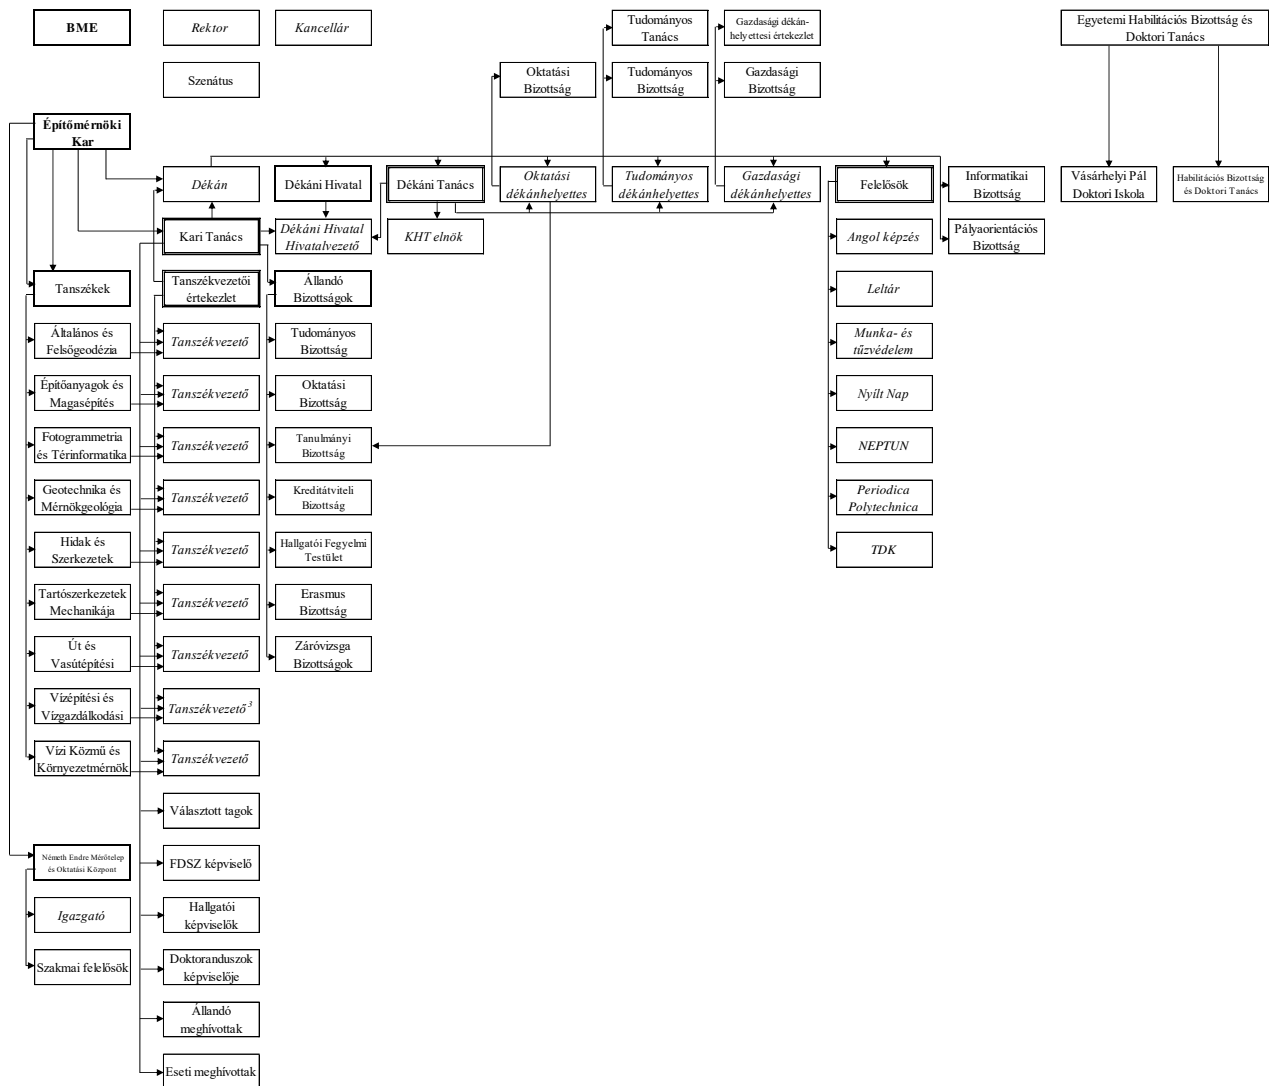 BME
Rektor
Kancellár
Tudományos
Tanács
Gazdasági dékán-
helyettesi értekezlet
Egyetemi Habilitációs Bizottság és
Doktori Tanács
Szenátus
Oktatási
Bizottság
Tudományos
Bizottság
Gazdasági
Bizottság
Építőmérnöki
Kar
Dékán
Dékáni Hivatal
Dékáni Tanács
Oktatási
dékánhelyettes
Tudományos
dékánhelyettes
Gazdasági
dékánhelyettes
Felelősök
Informatikai
Bizottság
Vásárhelyi Pál
Doktori Iskola
Habilitációs Bizottság
és Doktori Tanács
Kari Tanács
Dékáni Hivatal
Hivatalvezető
KHT elnök
Angol képzés
Pályaorientációs
Bizottság
Tanszékek
Tanszékvezetői
értekezlet
Állandó
Bizottságok
Leltár
Általános és
Felsőgeodézia
Tanszékvezető
Tudományos
Bizottság
Munka- és
tűzvédelem
Építőanyagok és
Magasépítés
Tanszékvezető
Oktatási
Bizottság
Nyílt Nap
Fotogrammetria
és Térinformatika
Tanszékvezető
Tanulmányi
Bizottság
NEPTUN
Geotechnika és
Mérnökgeológia
Tanszékvezető
Kreditátviteli
Bizottság
Periodica
Polytechnica
Hidak és
Szerkezetek
Tanszékvezető
Hallgatói Fegyelmi
Testület
TDK
Tartószerkezetek
Mechanikája
Tanszékvezető
Erasmus
Bizottság
Út és
Vasútépítési
Tanszékvezető
Záróvizsga
Bizottságok
Vízépítési és
Vízgazdálkodási
Tanszékvezető 3
Vízi Közmű és
Környezetmérnök
Tanszékvezető
Választott tagok
Németh Endre Mérőtelep
és Oktatási Központ
FDSZ képviselő
Igazgató
Hallgatói
képviselők
Szakmai felelősök
Doktoranduszok
képviselője
Állandó
meghívottak
Eseti meghívottak